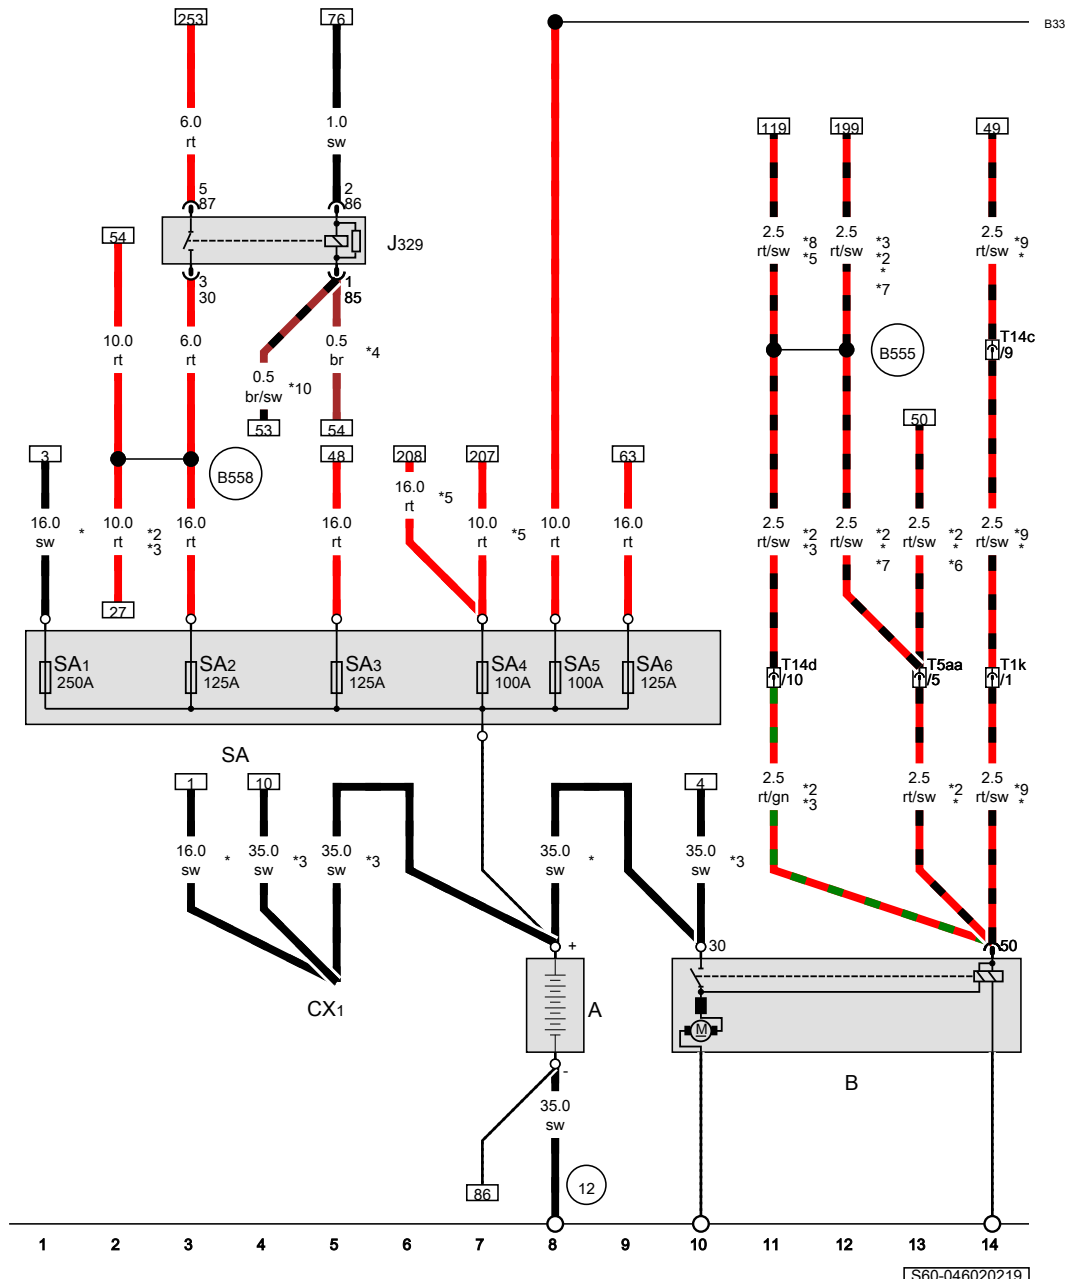 253
76
B33
6.0
rt
1.0
sw
119
199
49
5
87
2
86
54
J329
2.5
rt/sw
*8
*5
2.5
rt/sw
*3
*2
*
*7
2.5
rt/sw
*9
*
3
30
1
85
10.0
rt
6.0
rt
0.5
br
*4
T14c
/9
B555
0.5
br/sw
*10
53
54
50
3
B558
48
208
207
63
16.0
sw
*
10.0
rt
*2
*3
16.0
rt
16.0
rt
16.0
rt
*5
10.0
rt
*5
10.0
rt
16.0
rt
2.5
rt/sw
*2
*3
2.5
rt/sw
*2
*
*7
2.5
rt/sw
*2
*
*6
2.5
rt/sw
*9
*
27
SA1
250A
SA2
125A
SA3
125A
SA4
100A
SA5
100A
SA6
125A
T14d
/10
T5aa
/5
T1k
/1
SA
1
10
4
2.5
rt/gn
*2
*3
2.5
rt/sw
*2
*
2.5
rt/sw
*9
*
16.0
sw
*
35.0
sw
*3
35.0
sw
*3
35.0
sw
*
35.0
sw
*3
+
30
50
CX1
A
M
B
-
35.0
sw
86
12
1 2 3 4 5 6 7 8 9 10 11 12 13 14
S60-046020219